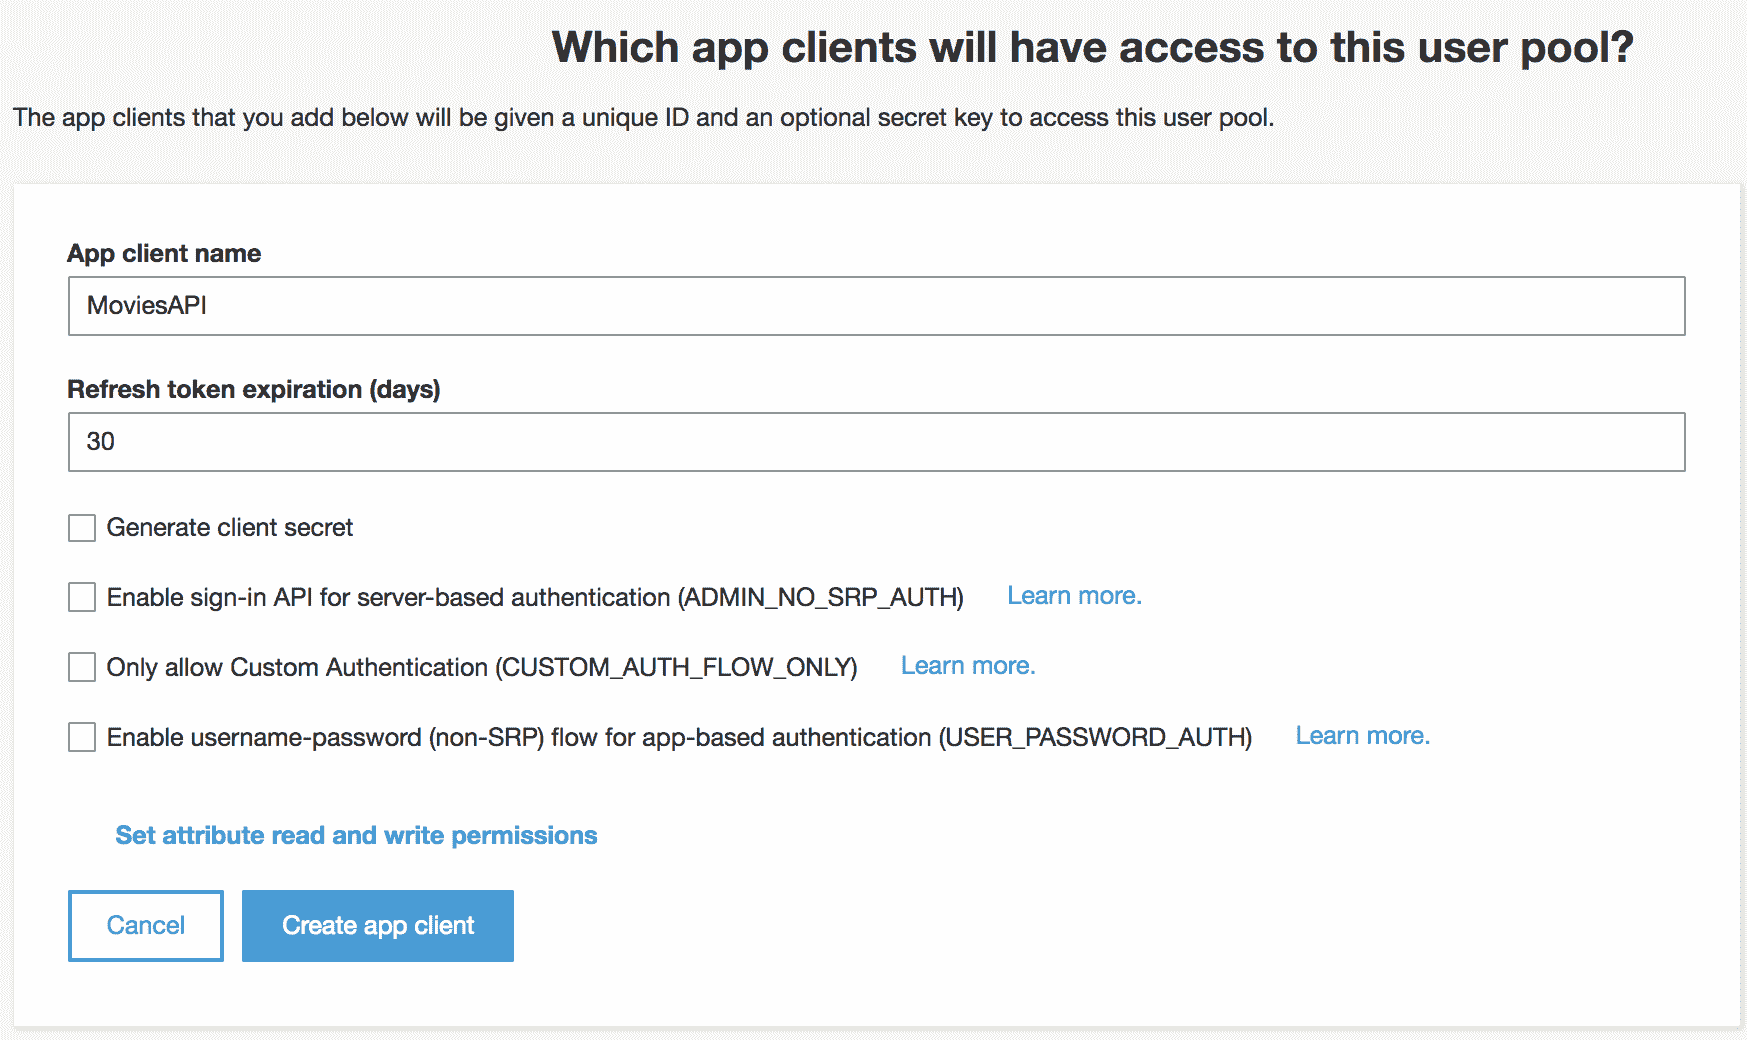 Which app clients will have access to this user pool?
The app clients that you add below will be given a unique ID and an optional secret key to access this user pool.
App client name
MoviesAPI
Refresh token expiration (days)
30
Generate client secret
Enable sign-in API for server-based authentication (ADMIN_NO_SRP_AUTH) Learn more.
Only allow Custom Authentication (CUSTOM_AUTH_FLOW_ONLY) Learn more.
Enable username-password (non-SRP) flow for app-based authentication (USER_PASSWORD_AUTH) Learn more.
Set attribute read and write permissions
Cancel Create app client